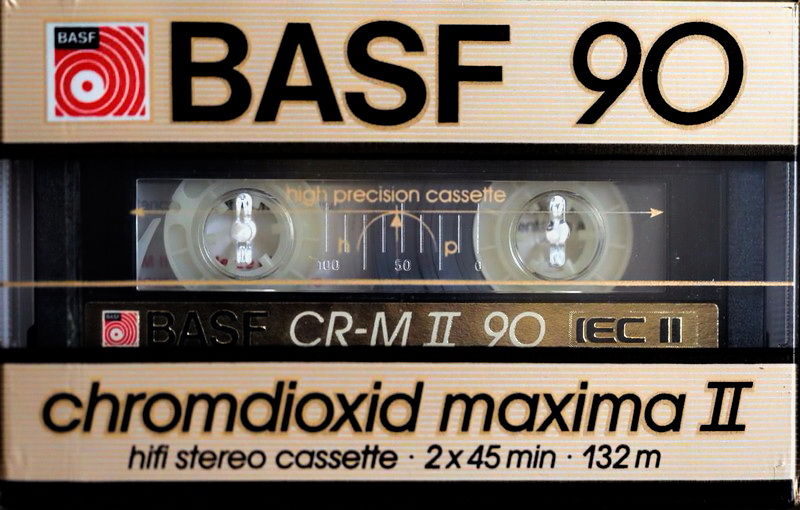 BASF
BASF 90
high precision cassette
h p
100 50 0
BASF
BASF CR-M II 90 IEC II
chromdioxid maxima II
hifi stereo cassette · 2 x 45 min · 132 m